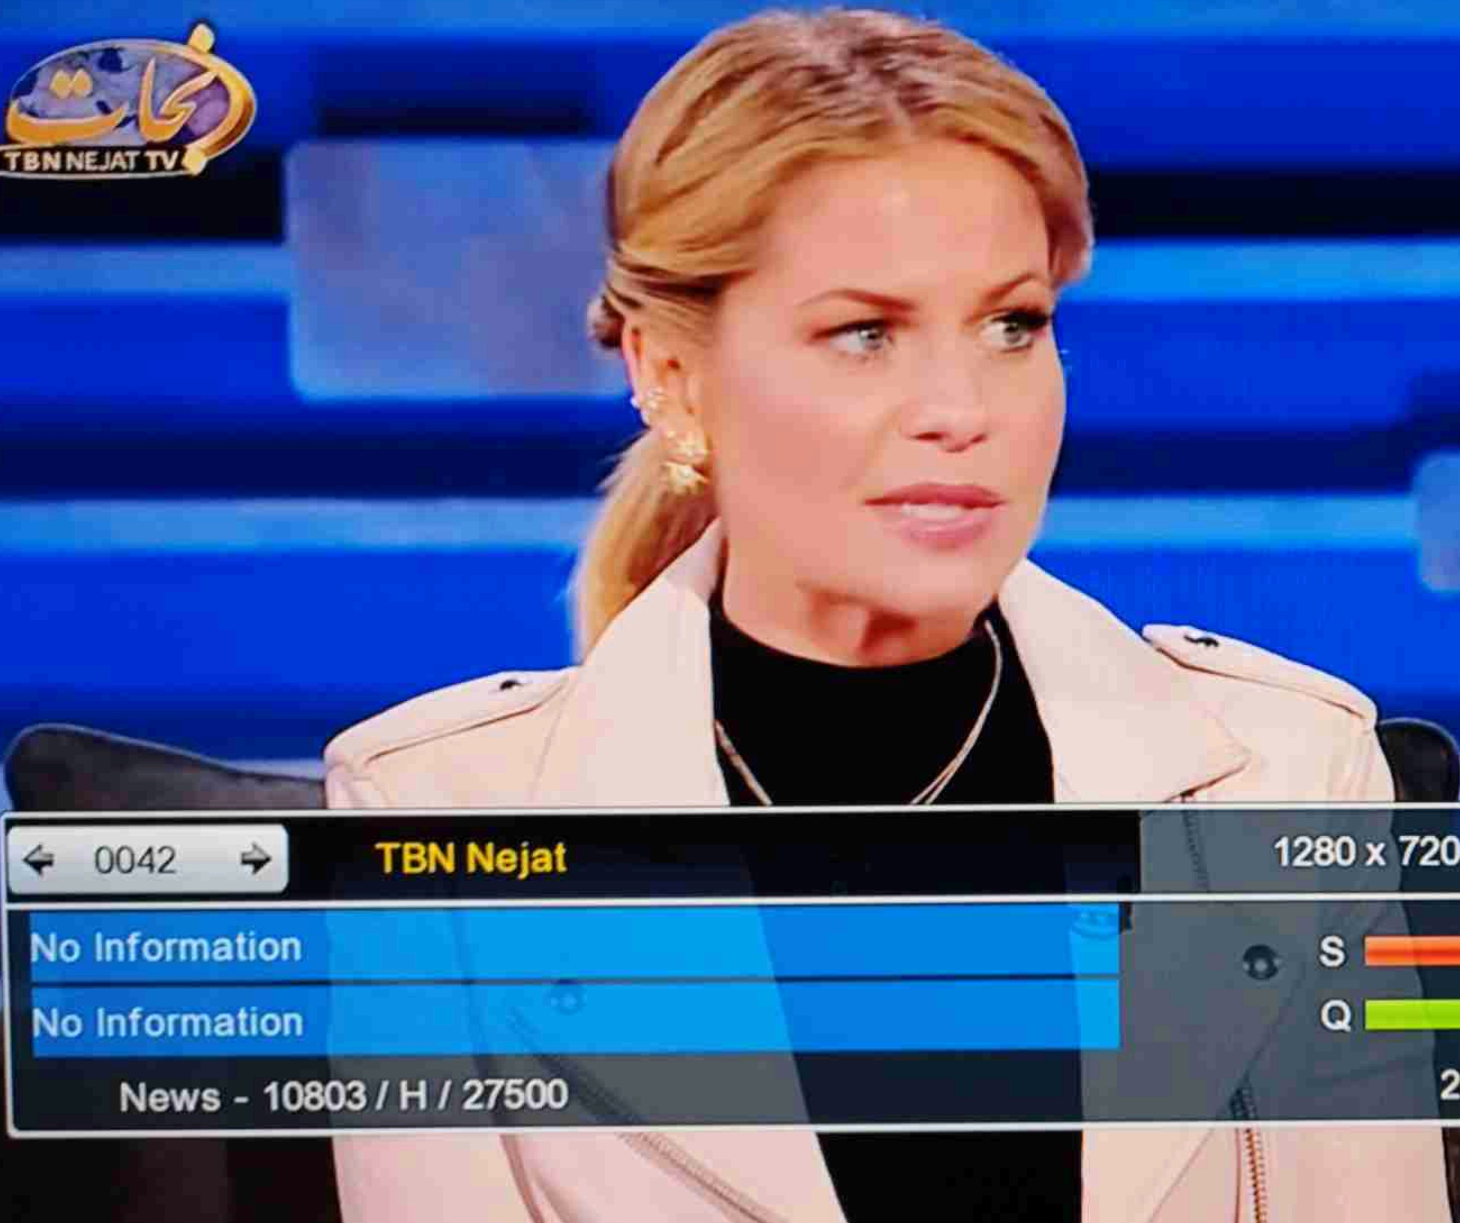 نجات
TBN NEJAT TV
0042
TBN Nejat
1280 x 720
No Information
S
No Information
Q
News - 10803 / H / 27500
2